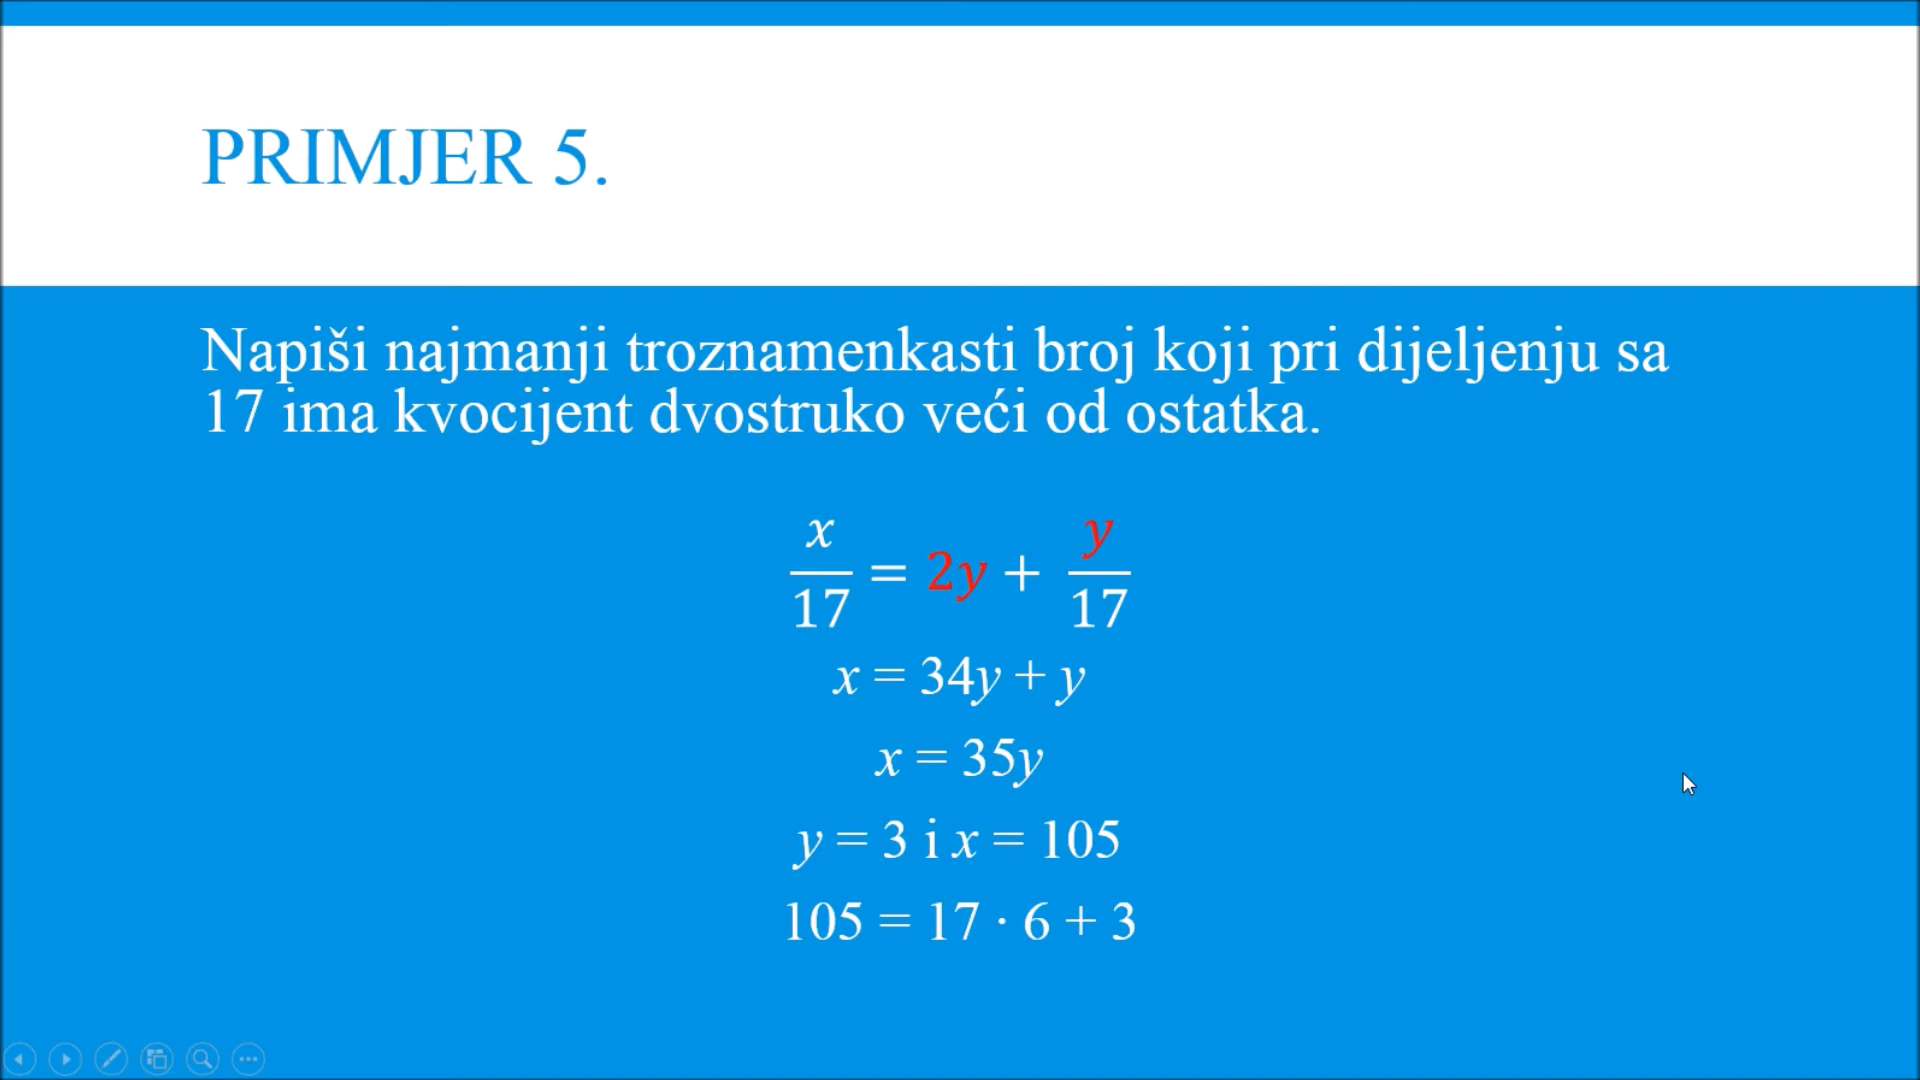 PRIMJER 5.
Napiši najmanji troznamenkasti broj koji pri dijeljenju sa
17 ima kvocijent dvostruko veći od ostatka.
x/17 = 2y + y/17
x = 34y + y
x = 35y
y = 3 i x = 105
105 = 17 · 6 + 3